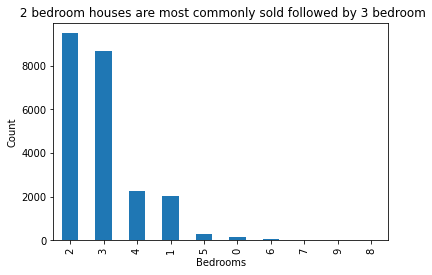 2 bedroom houses are most commonly sold followed by 3 bedroom
8000
6000
4000
2000
0
Count
2 3 4 1 5 0 6 7 9 8
Bedrooms